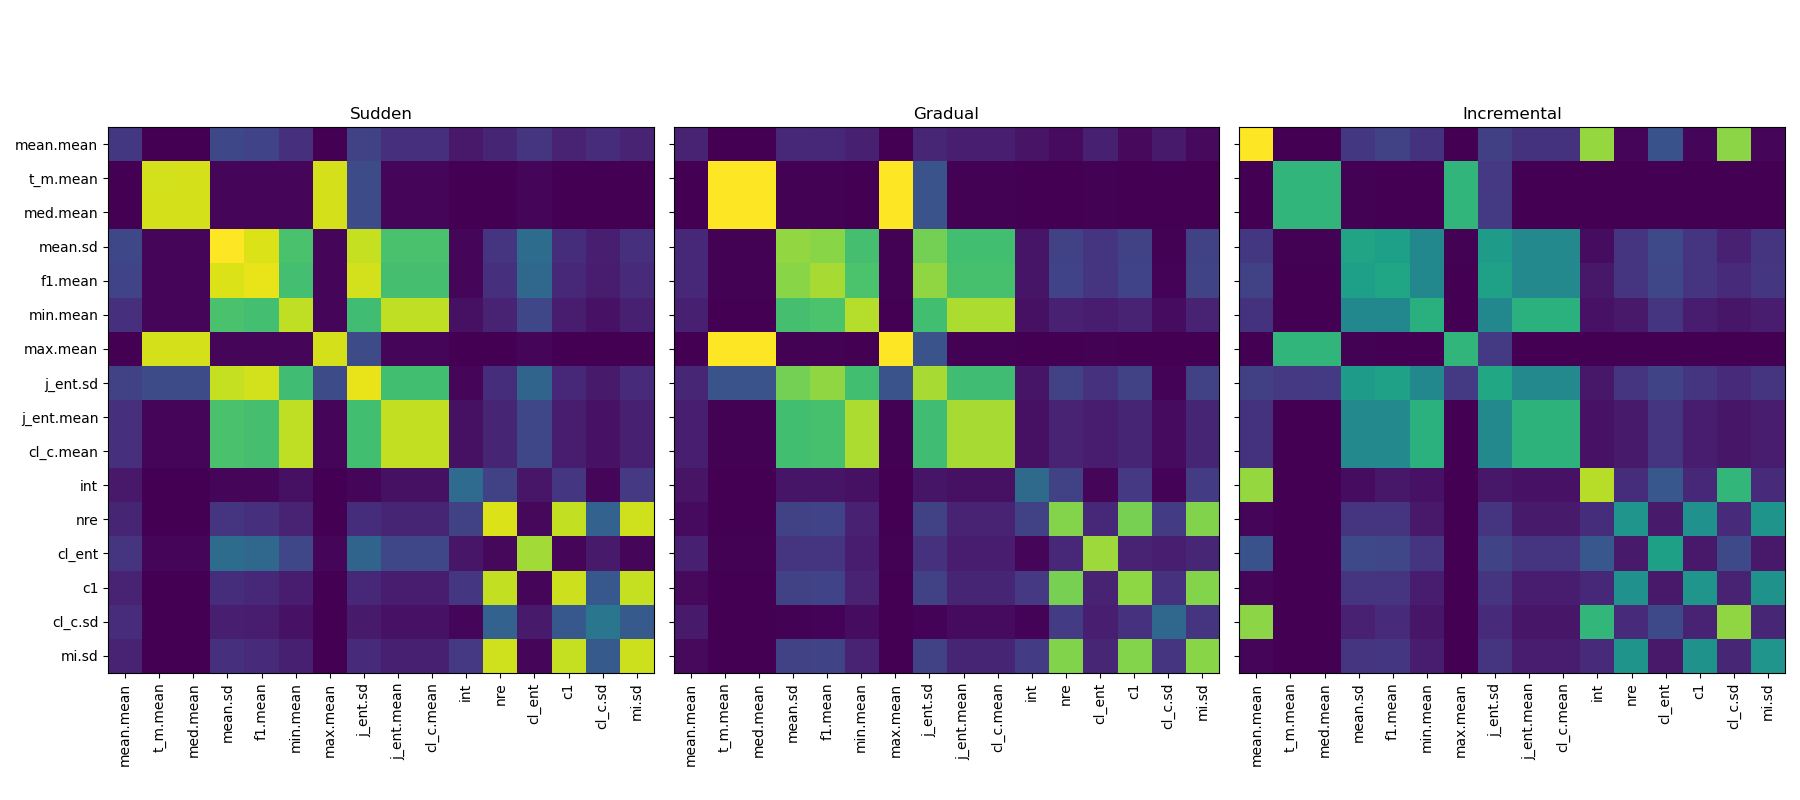 Sudden Gradual Incremental
mean.mean
t_m.mean
med.mean
mean.sd
f1.mean
min.mean
max.mean
j_ent.sd
j_ent.mean
cl_c.mean
int
nre
cl_ent
c1
cl_c.sd
mi.sd
mean.mean t_m.mean med.mean mean.sd f1.mean min.mean max.mean j_ent.sd j_ent.mean cl_c.mean int nre cl_ent c1 cl_c.sd mi.sd mean.mean t_m.mean med.mean mean.sd f1.mean min.mean max.mean j_ent.sd j_ent.mean cl_c.mean int nre cl_ent c1 cl_c.sd mi.sd mean.mean t_m.mean med.mean mean.sd f1.mean min.mean max.mean j_ent.sd j_ent.mean cl_c.mean int nre cl_ent c1 cl_c.sd mi.sd